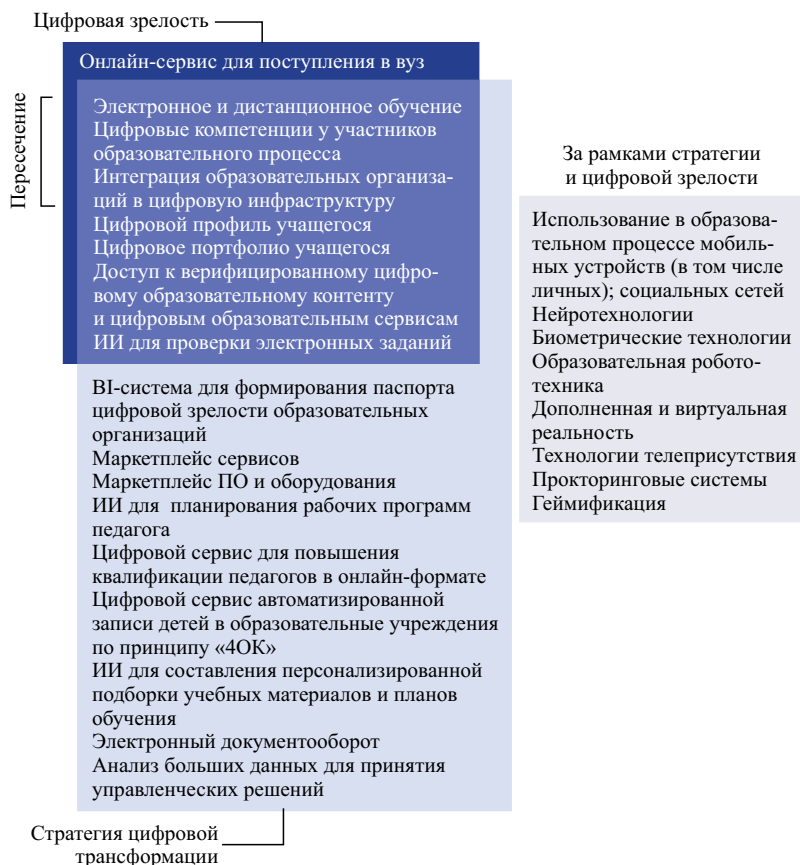 Цифровая зрелость
Онлайн-сервис для поступления в вуз
Пересечение
Электронное и дистанционное обучение
Цифровые компетенции у участников
образовательного процесса
Интеграция образовательных организа-
ций в цифровую инфраструктуру
Цифровой профиль учащегося
Цифровое портфолио учащегося
Доступ к верифицированному цифро-
вому образовательному контенту
и цифровым образовательным сервисам
ИИ для проверки электронных заданий
BI-система для формирования паспорта
цифровой зрелости образовательных
организаций
Маркетплейс сервисов
Маркетплейс ПО и оборудования
ИИ для планирования рабочих программ
педагога
Цифровой сервис для повышения
квалификации педагогов в онлайн-формате
Цифровой сервис автоматизированной
записи детей в образовательные учреждения
по принципу «4ОК»
ИИ для составления персонализированной
подборки учебных материалов и планов
обучения
Электронный документооборот
Анализ больших данных для принятия
управленческих решений
Стратегия цифровой
трансформации
За рамками стратегии
и цифровой зрелости
Использование в образова-
тельном процессе мобиль-
ных устройств (в том числе
личных); социальных сетей
Нейротехнологии
Биометрические технологии
Образовательная робото-
техника
Дополненная и виртуальная
реальность
Технологии телеприсутствия
Прокторинговые системы
Геймификация